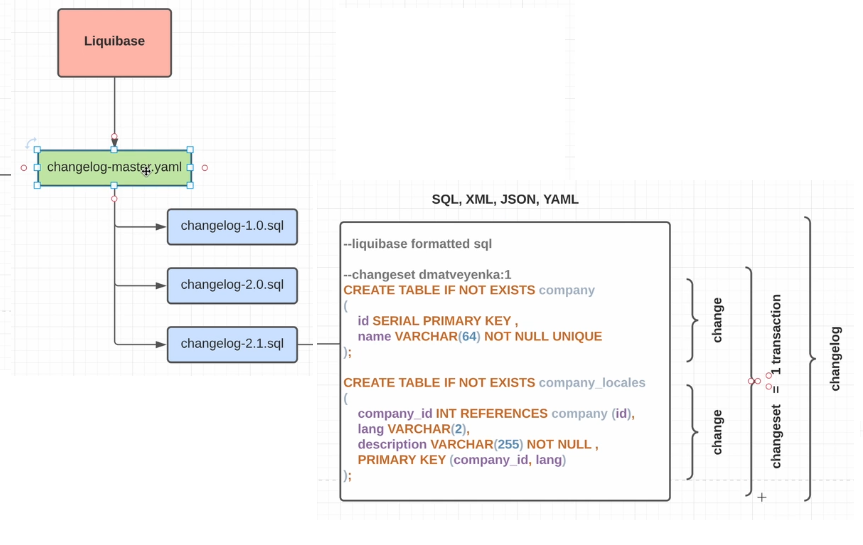 Liquibase
changelog-master.yaml
changelog-1.0.sql
changelog-2.0.sql
changelog-2.1.sql
SQL, XML, JSON, YAML
--liquibase formatted sql
--changeset dmatveyenka:1
CREATE TABLE IF NOT EXISTS company
(
id SERIAL PRIMARY KEY ,
name VARCHAR(64) NOT NULL UNIQUE
);
CREATE TABLE IF NOT EXISTS company_locales
(
company_id INT REFERENCES company (id),
lang VARCHAR(2),
description VARCHAR(255) NOT NULL ,
PRIMARY KEY (company_id, lang)
);
change
change
changeset = 1 transaction
changelog